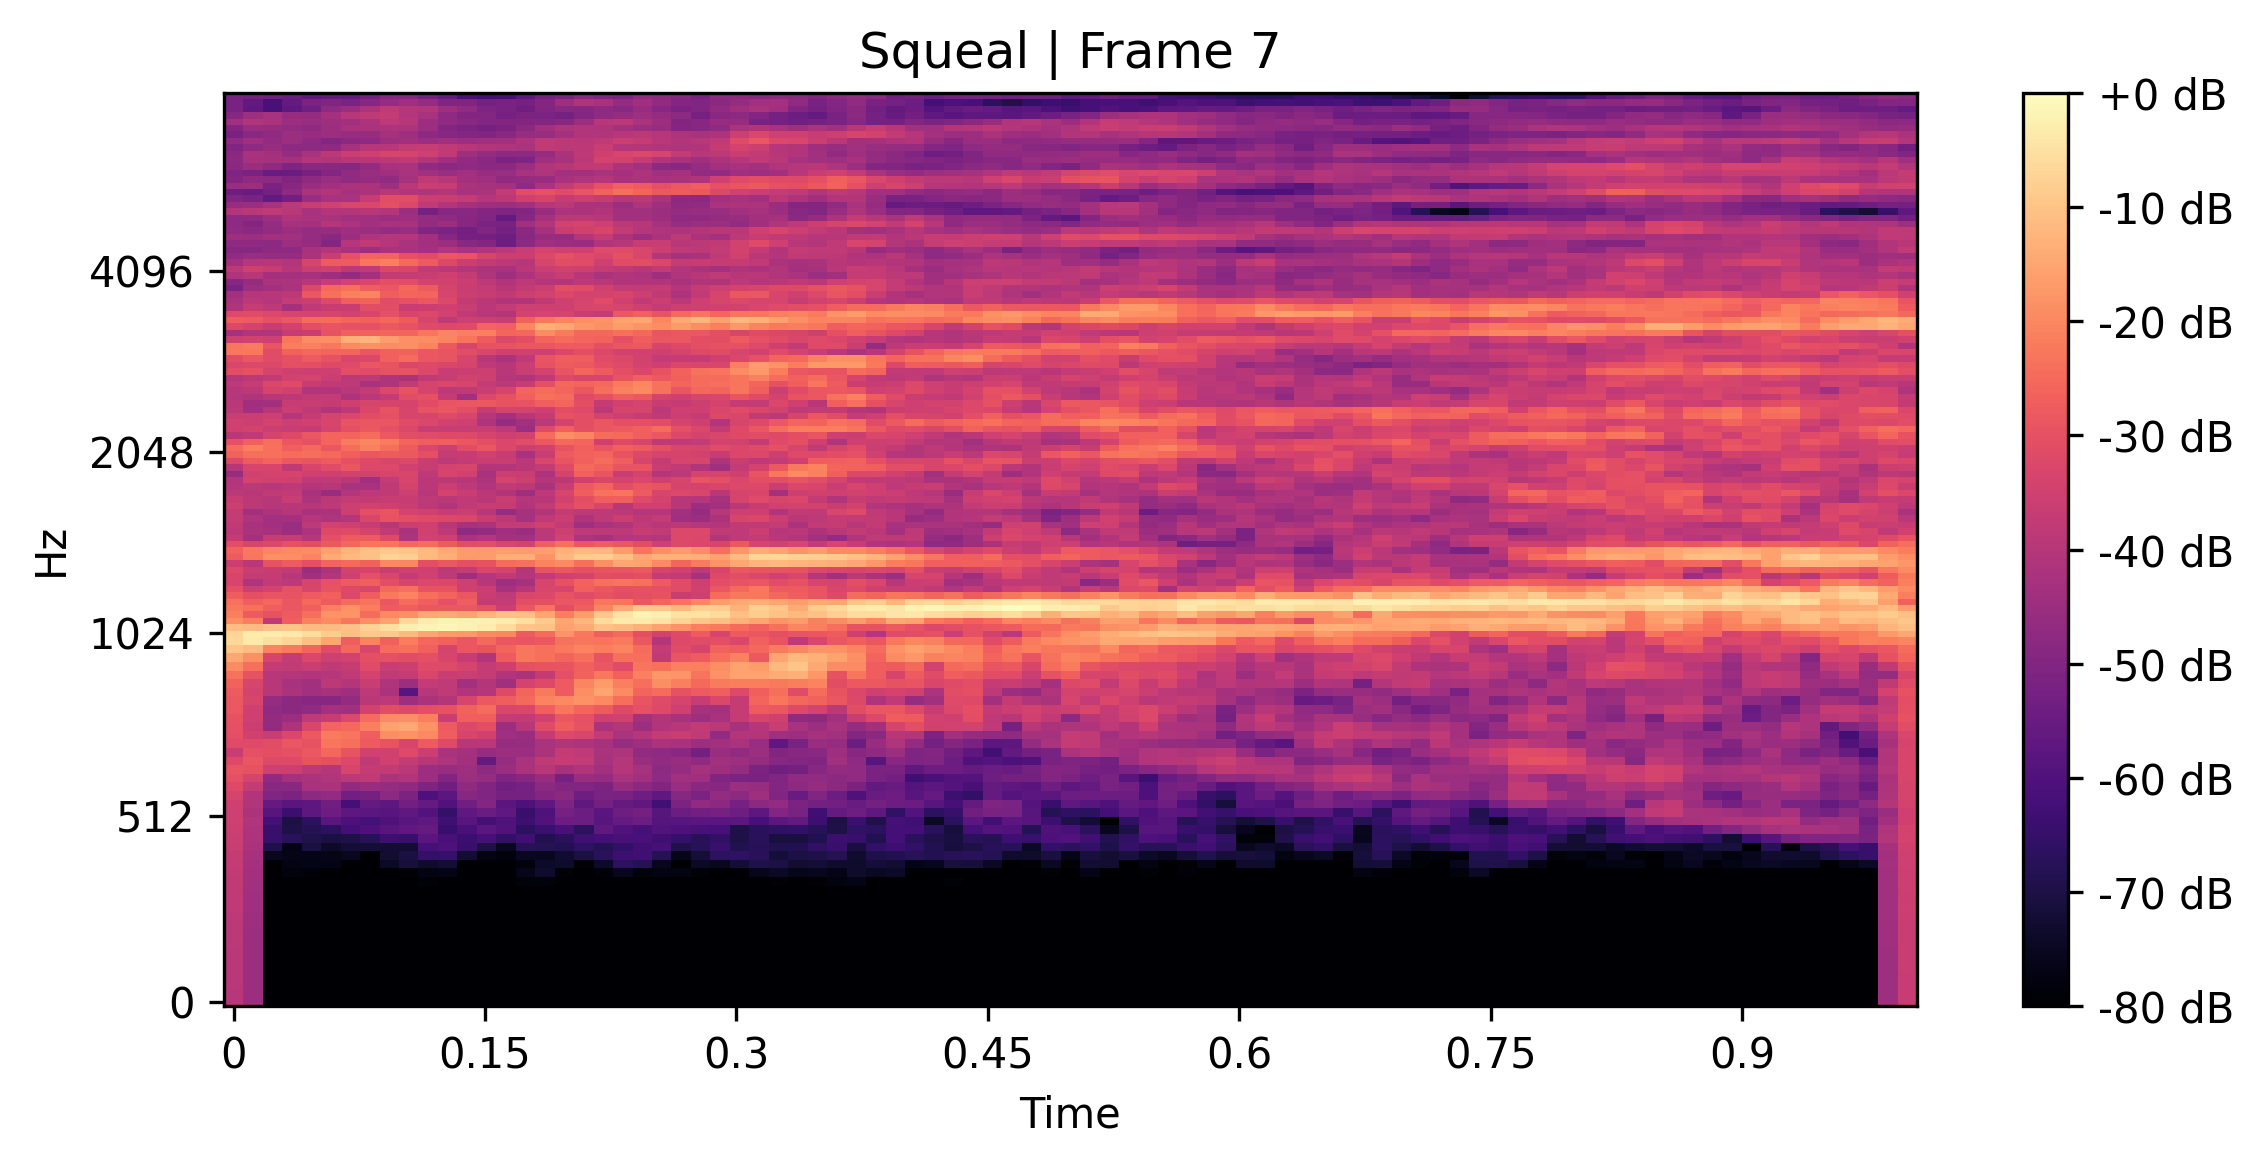 Squeal | Frame 7
Hz
4096
2048
1024
512
0
0
0.15
0.3
0.45
0.6
0.75
0.9
Time
+0 dB
-10 dB
-20 dB
-30 dB
-40 dB
-50 dB
-60 dB
-70 dB
-80 dB